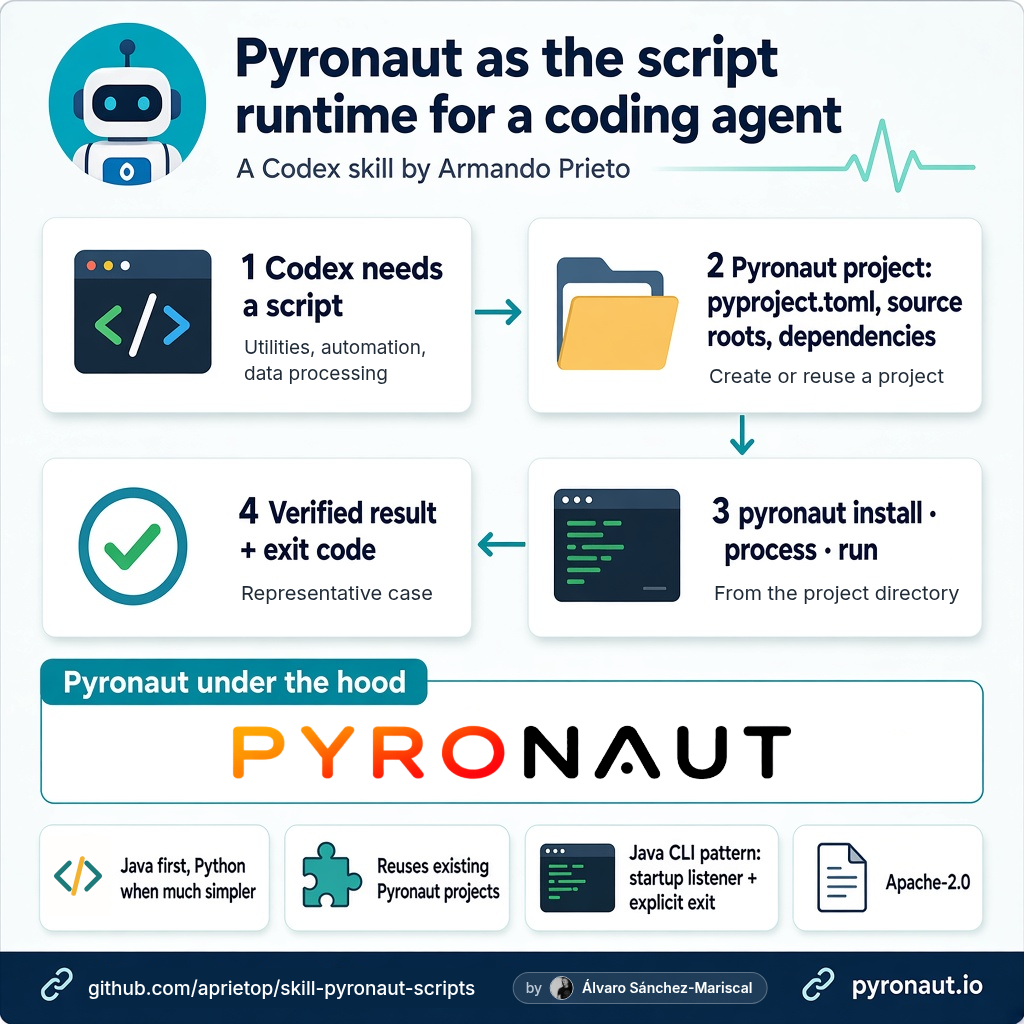 Pyronaut as the script
runtime for a coding agent
A Codex skill by Armando Prieto
1 Codex needs
a script
Utilities, automation,
data processing
2 Pyronaut project:
pyproject.toml, source
roots, dependencies
Create or reuse a project
3 pyronaut install ·
process · run
From the project directory
4 Verified result
+ exit code
Representative case
Pyronaut under the hood
PYRONAUT
Java first, Python
when much simpler
Reuses existing
Pyronaut projects
Java CLI pattern:
startup listener +
explicit exit
Apache-2.0
github.com/aprietop/skill-pyronaut-scripts
by Álvaro Sánchez-Mariscal
pyronaut.io